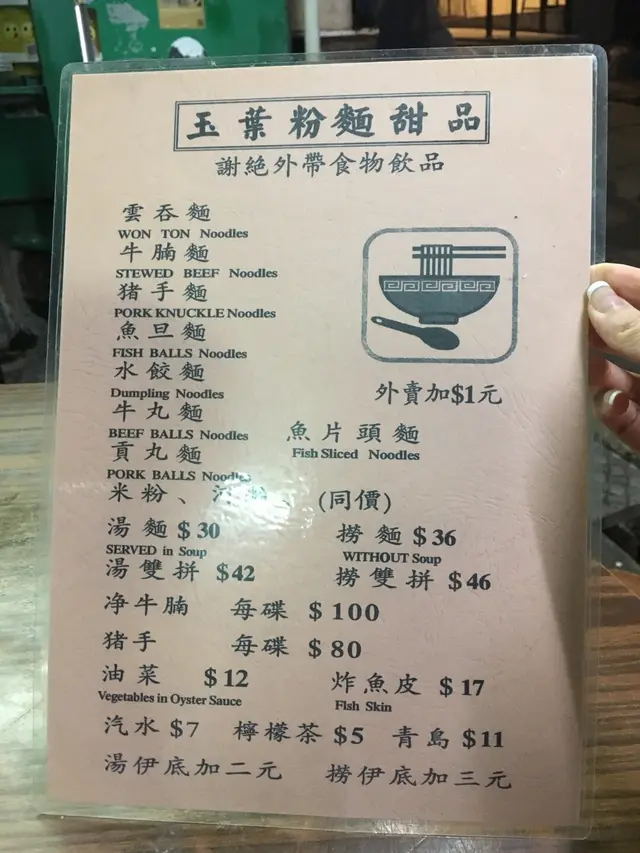 玉葉粉麵甜品
謝絕外帶食物飲品
雲吞麵
WON TON Noodles
牛腩麵
STEWED BEEF Noodles
猪手麵
PORK KNUCKLE Noodles
魚旦麵
FISH BALLS Noodles
水餃麵
Dumpling Noodles
外賣加$1元
牛丸麵
BEEF BALLS Noodles
魚片頭麵
Fish Sliced Noodles
貢丸麵
PORK BALLS Noodles
米粉、 (同價)
湯麵 $30 撈麵 $36
SERVED in Soup WITHOUT Soup
湯雙拼 $42 撈雙拼 $46
净牛腩 每碟 $100
猪手 每碟 $80
油菜 $12 炸魚皮 $17
Vegetables in Oyster Sauce Fish Skin
汽水 $7 檸檬茶 $5 青島 $11
湯伊底加二元 撈伊底加三元